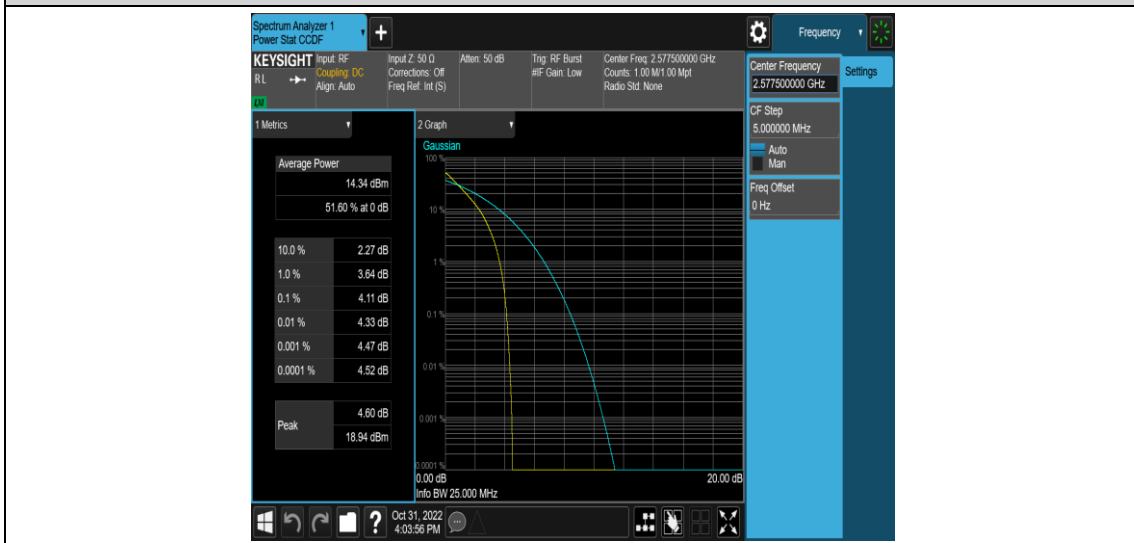 Spectrum Analyzer 1
Power Stat CCDF
+
Frequency
KEYSIGHT
RL
LNI
Input: RF
Coupling: DC
Align: Auto
Input Z: 50 Ω
Corrections: Off
Freq Ref: Int (S)
Atten: 50 dB
Trig: RF Burst
#IF Gain: Low
Center Freq: 2.577500000 GHz
Counts: 1.00 M/1.00 Mpt
Radio Std: None
Center Frequency
2.577500000 GHz
Settings
CF Step
5.000000 MHz
Auto
Man
Freq Offset
0 Hz
1 Metrics
Average Power
14.34 dBm
51.60 % at 0 dB
10.0 % 2.27 dB
1.0 % 3.64 dB
0.1 % 4.11 dB
0.01 % 4.33 dB
0.001 % 4.47 dB
0.0001 % 4.52 dB
Peak 4.60 dB
18.94 dBm
2 Graph
Gaussian
100 %
10 %
1 %
0.1 %
0.01 %
0.001 %
0.0001 %
0.00 dB 20.00 dB
Info BW 25.000 MHz
?
Oct 31, 2022
4:03:56 PM